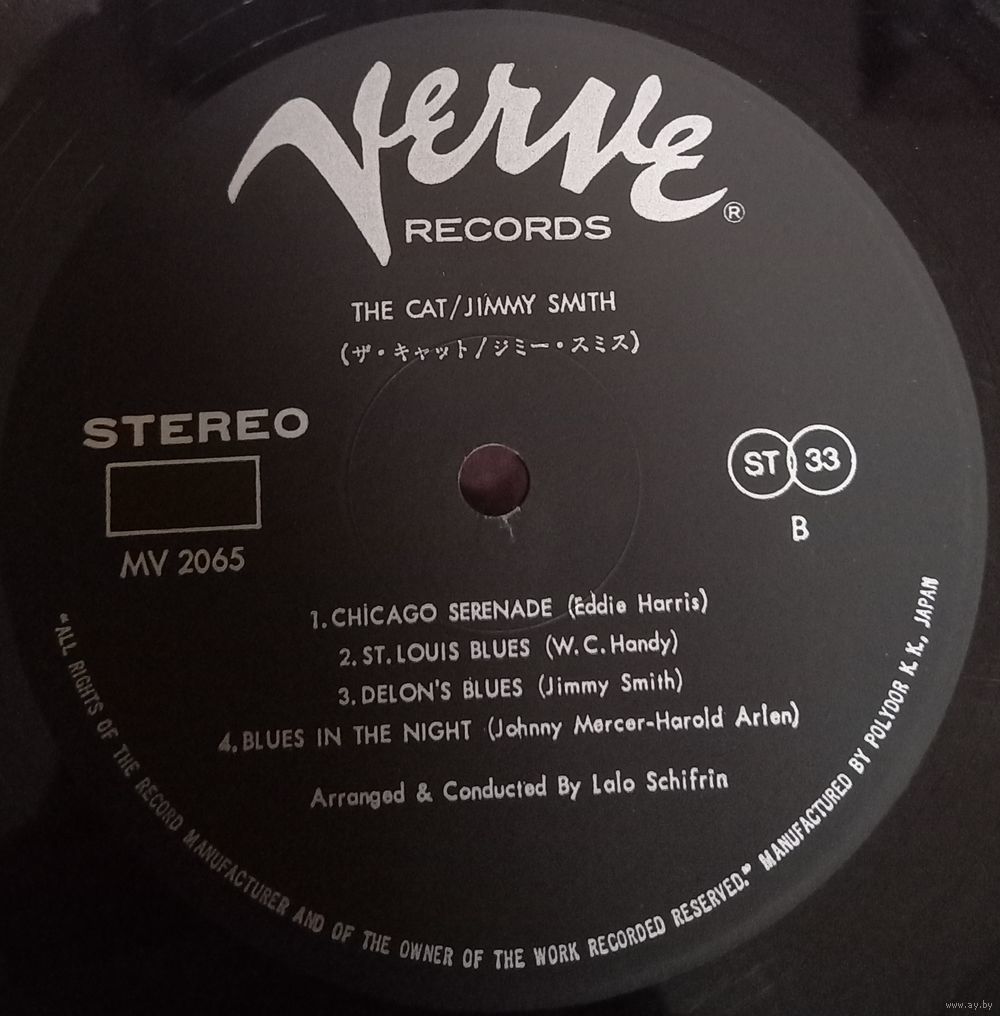 Verve
RECORDS ®
THE CAT/JIMMY SMITH
(ザ・キャット/ジミー・スミス)
STEREO
MV 2065
ST 33
B
1. CHICAGO SERENADE (Eddie Harris)
2. ST. LOUIS BLUES (W. C. Handy)
3. DELON'S BLUES (Jimmy Smith)
4. BLUES IN THE NIGHT (Johnny Mercer-Harold Arlen)
Arranged & Conducted By Lalo Schifrin
"ALL RIGHTS OF THE RECORD MANUFACTURER AND OF THE OWNER OF THE WORK RECORDED RESERVED." MANUFACTURED BY POLYDOR K. K., JAPAN
www.ay.by